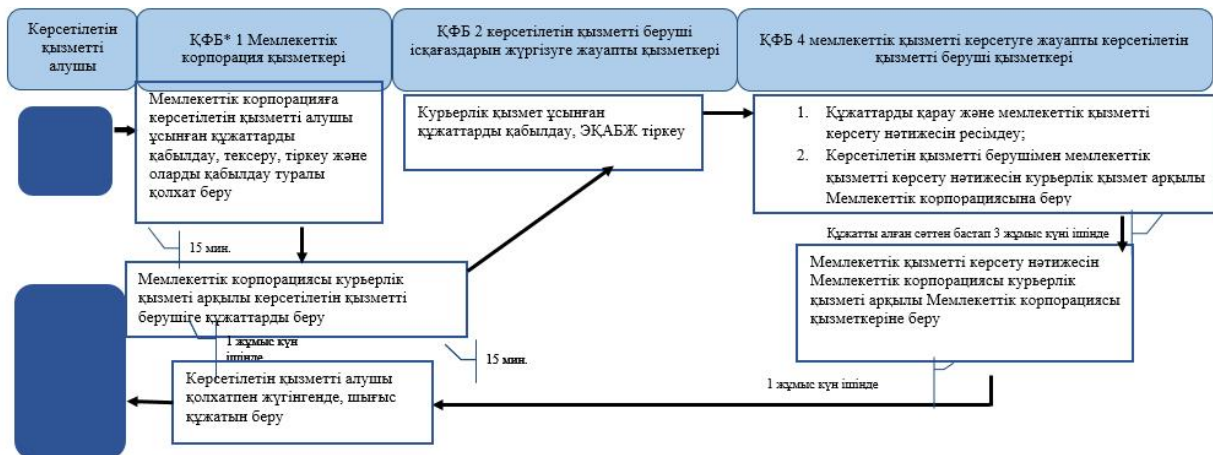 Көрсетілетін
қызметті
алушы
ҚФБ* 1 Мемлекеттік
корпорация қызметкері
ҚФБ 2 көрсетілетін қызметті беруші
ісқағаздарын жүргізуге жауапты қызметкері
ҚФБ 4 мемлекеттік қызметті көрсетуге жауапты көрсетілетін
қызметті беруші қызметкері
Мемлекеттік корпорацияға
көрсетілетін қызметті алушы
ұсынған құжаттарды
қабылдау, тексеру, тіркеу және
оларды қабылдау туралы
қолхат беру
Курьерлік қызмет ұсынған
құжаттарды қабылдау, ЭҚАБЖ тіркеу
1. Құжаттарды қарау және мемлекеттік қызметті
көрсету нәтижесін ресімдеу;
2. Көрсетілетін қызметті берушімен мемлекеттік
қызметті көрсету нәтижесін курьерлік қызмет арқылы
Мемлекеттік корпорациясына беру
15 мин.
Құжатты алған сәттен бастап 3 жұмыс күні ішінде
Мемлекеттік корпорациясы курьерлік
қызметі арқылы көрсетілетін қызметті
берушіге құжаттарды беру
Мемлекеттік қызметті көрсету нәтижесін
Мемлекеттік корпорациясы курьерлік
қызметі арқылы Мемлекеттік корпорациясы
қызметкеріне беру
1 жұмыс күн
ішінде
15 мин.
1 жұмыс күн ішінде
Көрсетілетін қызметті алушы
қолхатпен жүгінгенде, шығыс
құжатын беру